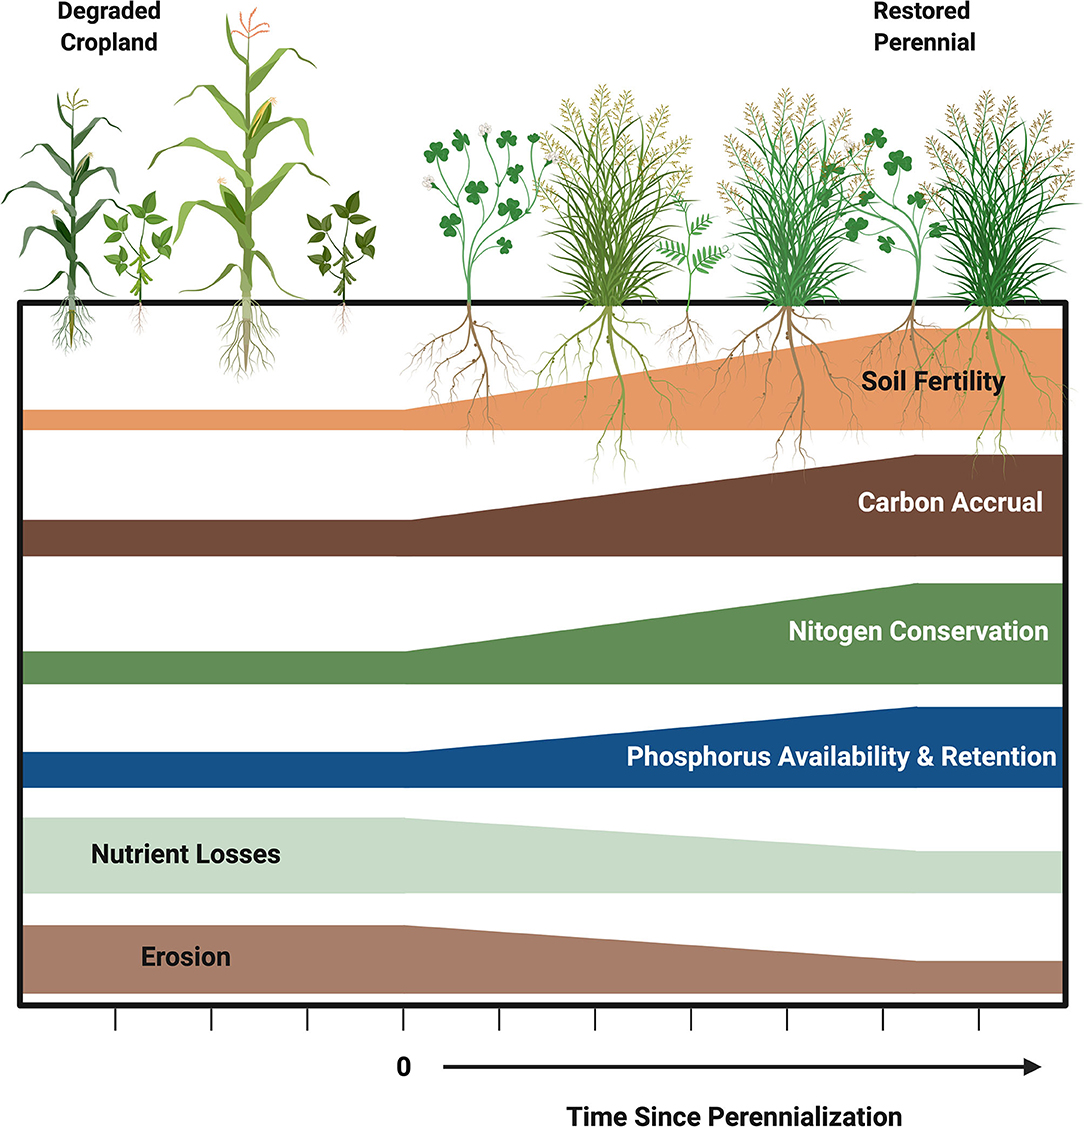 Degraded
Cropland
Restored
Perennial
Soil Fertility
Carbon Accrual
Nitogen Conservation
Phosphorus Availability & Retention
Nutrient Losses
Erosion
0
Time Since Perennialization